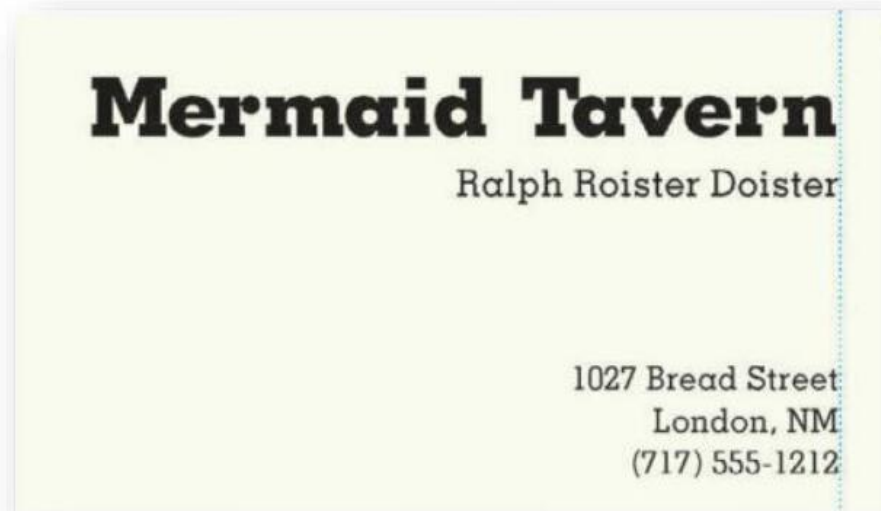 Mermaid Tavern
Ralph Roister Doister
1027 Bread Street
London, NM
(717) 555-1212